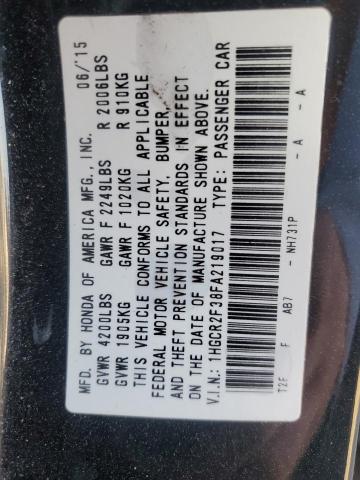 MFD. BY HONDA OF AMERICA MFG., INC. 06/'15
GVWR 4200LBS GAWR F 2249LBS R 2006LBS
GVWR 1905KG GAWR F 1020KG R 910KG
THIS VEHICLE CONFORMS TO ALL APPLICABLE
FEDERAL MOTOR VEHICLE SAFETY, BUMPER,
AND THEFT PREVENTION STANDARDS IN EFFECT
ON THE DATE OF MANUFACTURE SHOWN ABOVE.
V.I.N.: 1HGCR2F38FA219017 TYPE: PASSENGER CAR
T2F F AB7 - NH731P - A - A